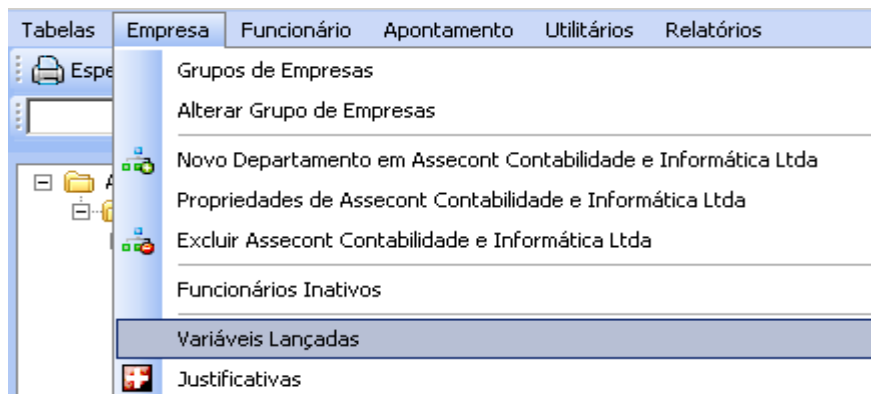 Tabelas Empresa Funcionário Apontamento Utilitários Relatórios
Grupos de Empresas
Alterar Grupo de Empresas
Novo Departamento em Assecont Contabilidade e Informática Ltda
Propriedades de Assecont Contabilidade e Informática Ltda
Excluir Assecont Contabilidade e Informática Ltda
Funcionários Inativos
Variáveis Lançadas
Justificativas